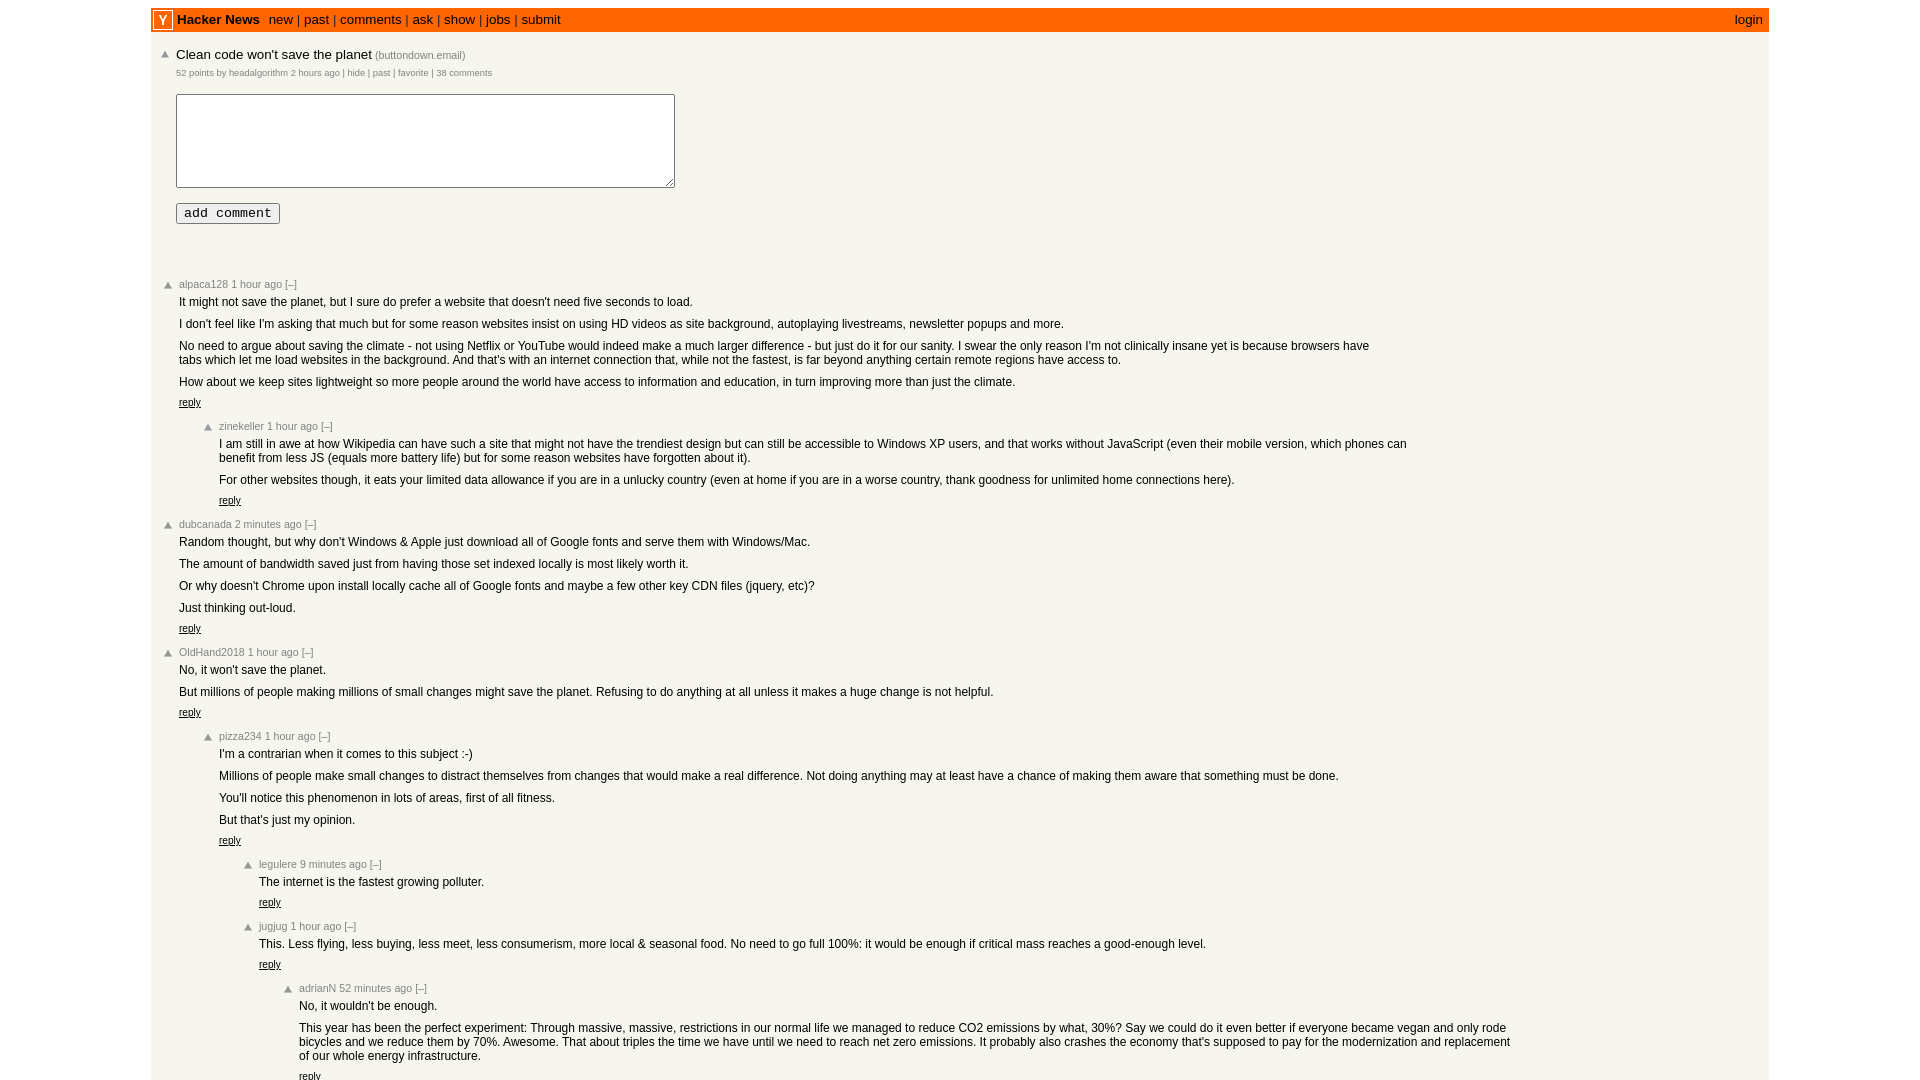 Y Hacker News new | past | comments | ask | show | jobs | submit login
Clean code won't save the planet (buttondown.email)
52 points by headalgorithm 2 hours ago | hide | past | favorite | 38 comments
add comment
alpaca128 1 hour ago [–]
It might not save the planet, but I sure do prefer a website that doesn't need five seconds to load.
I don't feel like I'm asking that much but for some reason websites insist on using HD videos as site background, autoplaying livestreams, newsletter popups and more.
No need to argue about saving the climate - not using Netflix or YouTube would indeed make a much larger difference - but just do it for our sanity. I swear the only reason I'm not clinically insane yet is because browsers have
tabs which let me load websites in the background. And that's with an internet connection that, while not the fastest, is far beyond anything certain remote regions have access to.
How about we keep sites lightweight so more people around the world have access to information and education, in turn improving more than just the climate.
reply
zinekeller 1 hour ago [–]
I am still in awe at how Wikipedia can have such a site that might not have the trendiest design but can still be accessible to Windows XP users, and that works without JavaScript (even their mobile version, which phones can
benefit from less JS (equals more battery life) but for some reason websites have forgotten about it).
For other websites though, it eats your limited data allowance if you are in a unlucky country (even at home if you are in a worse country, thank goodness for unlimited home connections here).
reply
dubcanada 2 minutes ago [–]
Random thought, but why don't Windows & Apple just download all of Google fonts and serve them with Windows/Mac.
The amount of bandwidth saved just from having those set indexed locally is most likely worth it.
Or why doesn't Chrome upon install locally cache all of Google fonts and maybe a few other key CDN files (jquery, etc)?
Just thinking out-loud.
reply
OldHand2018 1 hour ago [–]
No, it won't save the planet.
But millions of people making millions of small changes might save the planet. Refusing to do anything at all unless it makes a huge change is not helpful.
reply
pizza234 1 hour ago [–]
I'm a contrarian when it comes to this subject :-)
Millions of people make small changes to distract themselves from changes that would make a real difference. Not doing anything may at least have a chance of making them aware that something must be done.
You'll notice this phenomenon in lots of areas, first of all fitness.
But that's just my opinion.
reply
legulere 9 minutes ago [–]
The internet is the fastest growing polluter.
reply
jugjug 1 hour ago [–]
This. Less flying, less buying, less meet, less consumerism, more local & seasonal food. No need to go full 100%: it would be enough if critical mass reaches a good-enough level.
reply
adrianN 52 minutes ago [–]
No, it wouldn't be enough.
This year has been the perfect experiment: Through massive, massive, restrictions in our normal life we managed to reduce CO2 emissions by what, 30%? Say we could do it even better if everyone became vegan and only rode
bicycles and we reduce them by 70%. Awesome. That about triples the time we have until we need to reach net zero emissions. It probably also crashes the economy that's supposed to pay for the modernization and replacement
of our whole energy infrastructure.
reply